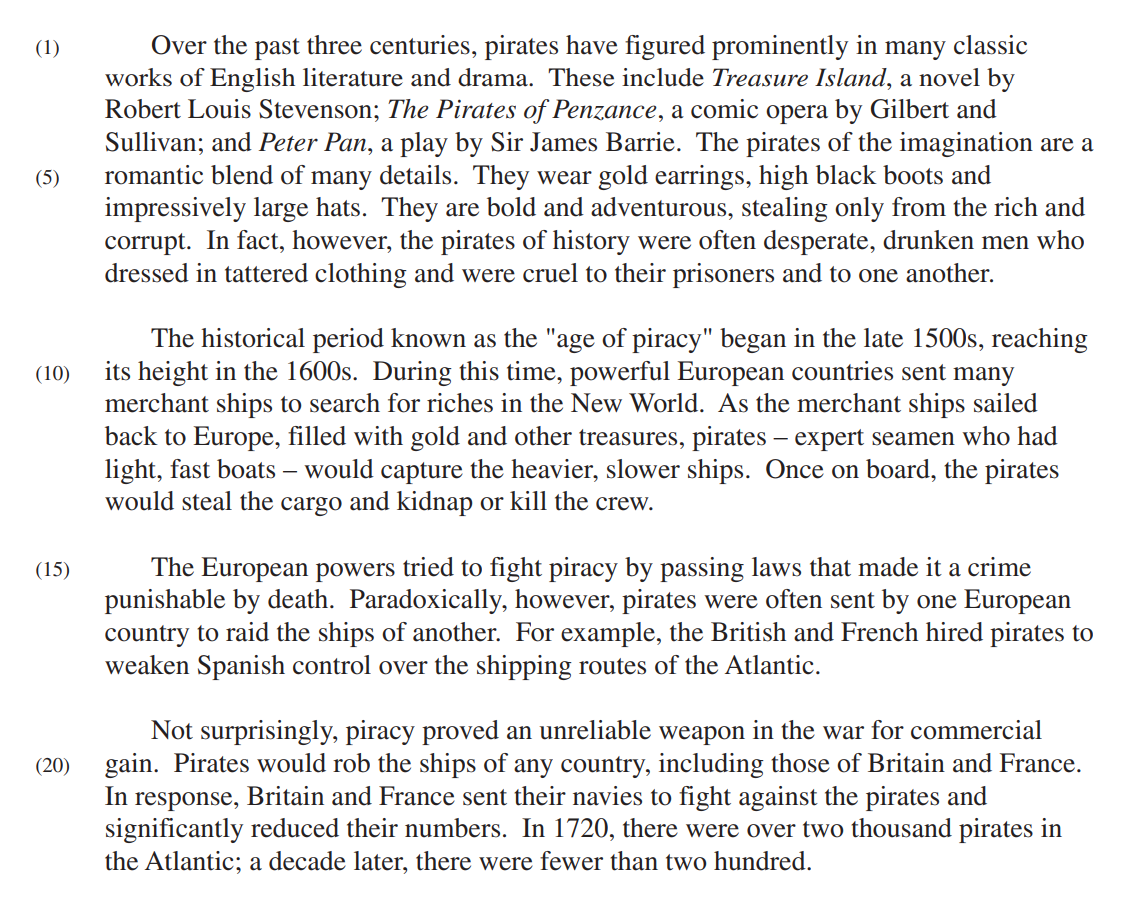 (1) Over the past three centuries, pirates have figured prominently in many classic
works of English literature and drama. These include Treasure Island, a novel by
Robert Louis Stevenson; The Pirates of Penzance, a comic opera by Gilbert and
Sullivan; and Peter Pan, a play by Sir James Barrie. The pirates of the imagination are a
(5) romantic blend of many details. They wear gold earrings, high black boots and
impressively large hats. They are bold and adventurous, stealing only from the rich and
corrupt. In fact, however, the pirates of history were often desperate, drunken men who
dressed in tattered clothing and were cruel to their prisoners and to one another.
The historical period known as the "age of piracy" began in the late 1500s, reaching
(10) its height in the 1600s. During this time, powerful European countries sent many
merchant ships to search for riches in the New World. As the merchant ships sailed
back to Europe, filled with gold and other treasures, pirates – expert seamen who had
light, fast boats – would capture the heavier, slower ships. Once on board, the pirates
would steal the cargo and kidnap or kill the crew.
(15) The European powers tried to fight piracy by passing laws that made it a crime
punishable by death. Paradoxically, however, pirates were often sent by one European
country to raid the ships of another. For example, the British and French hired pirates to
weaken Spanish control over the shipping routes of the Atlantic.
Not surprisingly, piracy proved an unreliable weapon in the war for commercial
(20) gain. Pirates would rob the ships of any country, including those of Britain and France.
In response, Britain and France sent their navies to fight against the pirates and
significantly reduced their numbers. In 1720, there were over two thousand pirates in
the Atlantic; a decade later, there were fewer than two hundred.